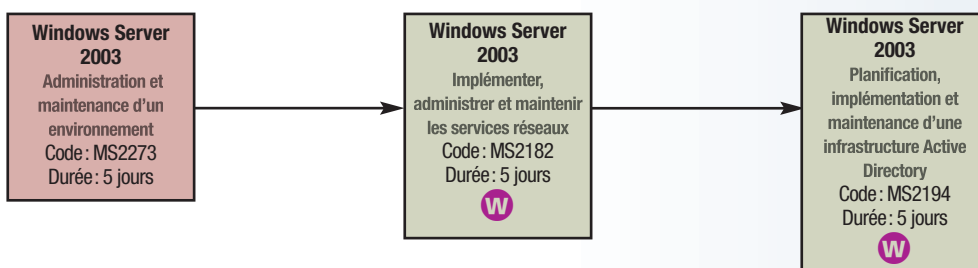 Windows Server
2003
Administration et
maintenance d'un
environnement
Code : MS2273
Durée : 5 jours
Windows Server
2003
Implémenter,
administrer et maintenir
les services réseaux
Code : MS2182
Durée : 5 jours
W
Windows Server
2003
Planification,
implémentation et
maintenance d'une
infrastructure Active
Directory
Code : MS2194
Durée : 5 jours
W